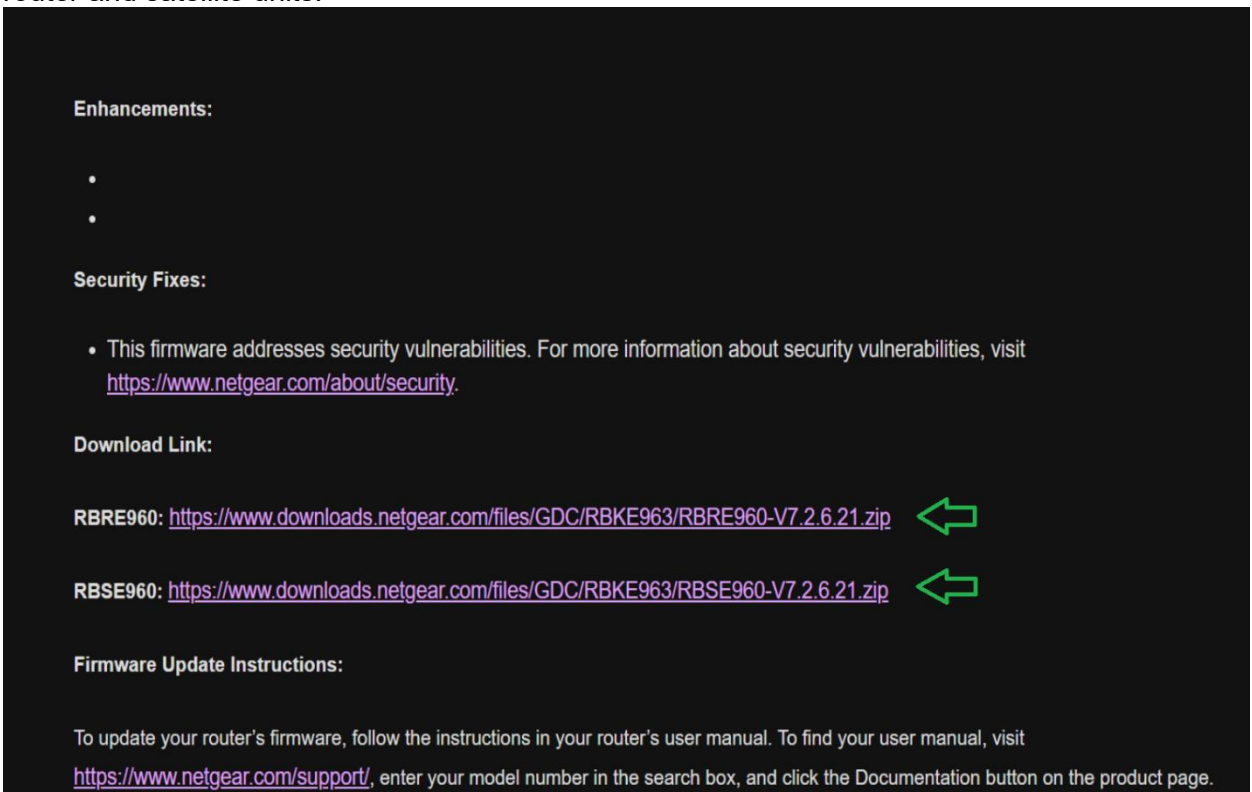 router and satellite units.
Enhancements:
•
•
Security Fixes:
• This firmware addresses security vulnerabilities. For more information about security vulnerabilities, visit
https://www.netgear.com/about/security.
Download Link:
RBRE960: https://www.downloads.netgear.com/files/GDC/RBKE963/RBRE960-V7.2.6.21.zip
RBSE960: https://www.downloads.netgear.com/files/GDC/RBKE963/RBSE960-V7.2.6.21.zip
Firmware Update Instructions:
To update your router’s firmware, follow the instructions in your router’s user manual. To find your user manual, visit
https://www.netgear.com/support/, enter your model number in the search box, and click the Documentation button on the product page.